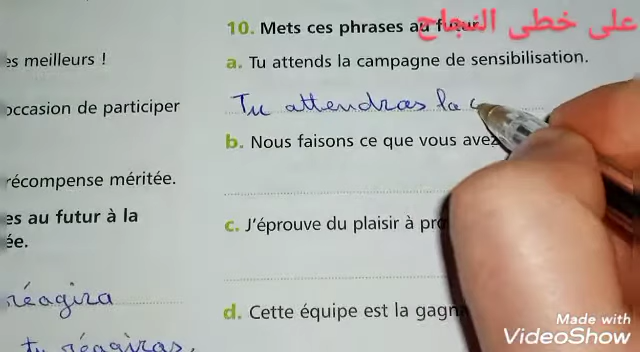 على خطى النجاح
10. Mets ces phrases au futur.
es meilleurs !
a. Tu attends la campagne de sensibilisation.
occasion de participer
Tu attendras la c
b. Nous faisons ce que vous avez
récompense méritée.
es au futur à la
ée.
c. J'éprouve du plaisir à pro
réagira
d. Cette équipe est la gagn
tu réagiras,
Made with
VideoShow